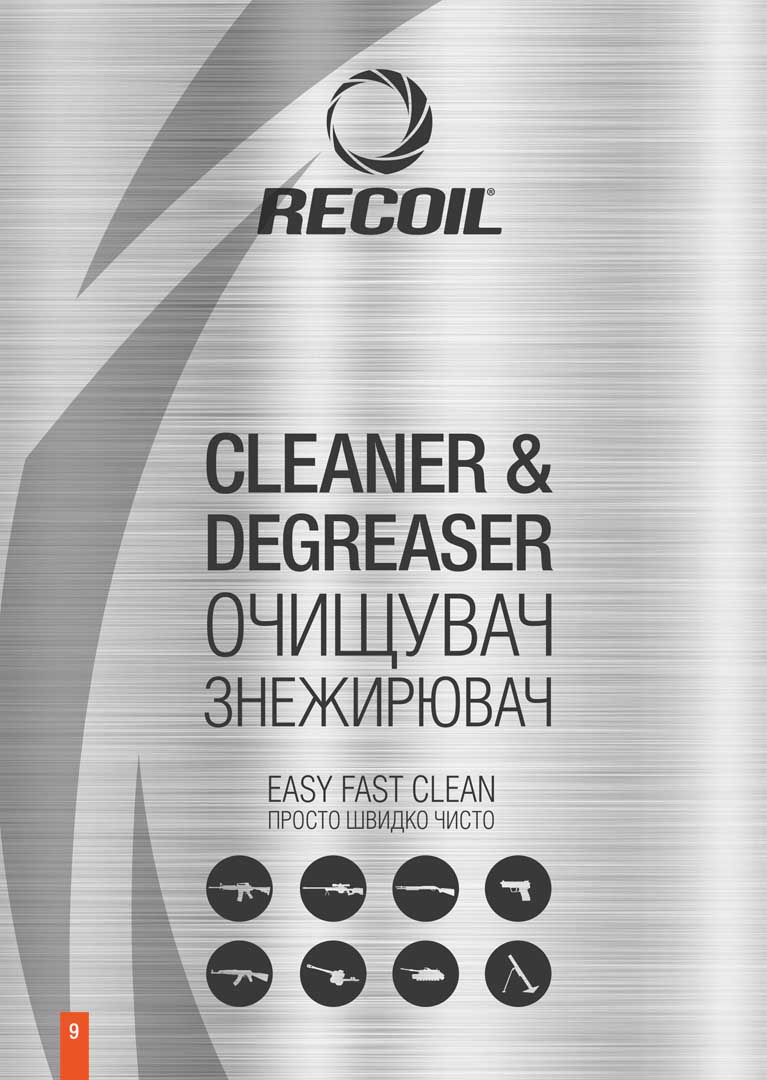 RECOIL®
CLEANER &
DEGREASER
ОЧИЩУВАЧ
ЗНЕЖИРЮВАЧ
EASY FAST CLEAN
ПРОСТО ШВИДКО ЧИСТО
9